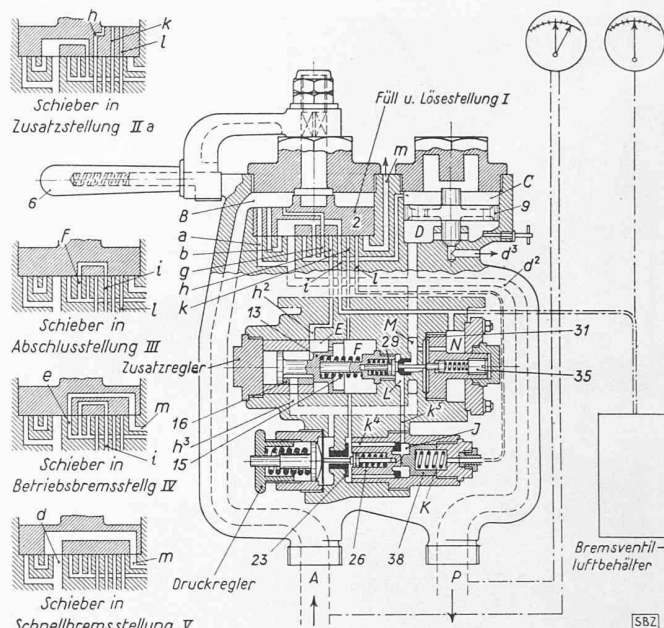 h
k
l
Schieber in
Zusatzstellung II a
Füll u. Lösestellung I
m
C
6
B
2
9
a
D
b
d³
g
i
l
d²
h
k
F
i
l
Schieber in
Abschlusstellung III
Zusatzregler
h²
13
E
F
M
29
N
31
35
L
16
h³
15
k⁴
J
k⁵
K
e
m
i
Schieber in
Betriebsbremsstellg IV
d
m
Druckregler
23
A
26
38
P
Bremsventil-
luftbehälter
Schieber in
Schnellbremsstellung V
SBZ